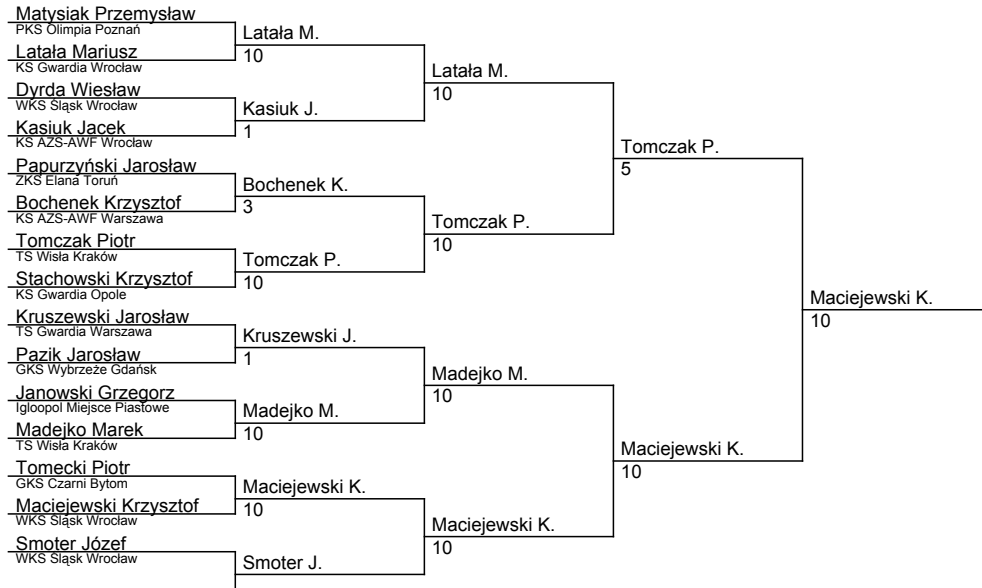 Matysiak Przemysław
PKS Olimpia Poznań
Latała Mariusz
KS Gwardia Wrocław
Dyrda Wiesław
WKS Śląsk Wrocław
Kasiuk Jacek
KS AZS-AWF Wrocław
Papurzyński Jarosław
ZKS Elana Toruń
Bochenek Krzysztof
KS AZS-AWF Warszawa
Tomczak Piotr
TS Wisła Kraków
Stachowski Krzysztof
KS Gwardia Opole
Kruszewski Jarosław
TS Gwardia Warszawa
Pazik Jarosław
GKS Wybrzeże Gdańsk
Janowski Grzegorz
Igloopol Miejsce Piastowe
Madejko Marek
TS Wisła Kraków
Tomecki Piotr
GKS Czarni Bytom
Maciejewski Krzysztof
WKS Śląsk Wrocław
Smoter Józef
WKS Śląsk Wrocław
Latała M.
10
Kasiuk J.
1
Bochenek K.
3
Tomczak P.
10
Kruszewski J.
1
Madejko M.
10
Maciejewski K.
10
Smoter J.
Latała M.
10
Tomczak P.
10
Madejko M.
10
Maciejewski K.
10
Tomczak P.
5
Maciejewski K.
10
Maciejewski K.
10